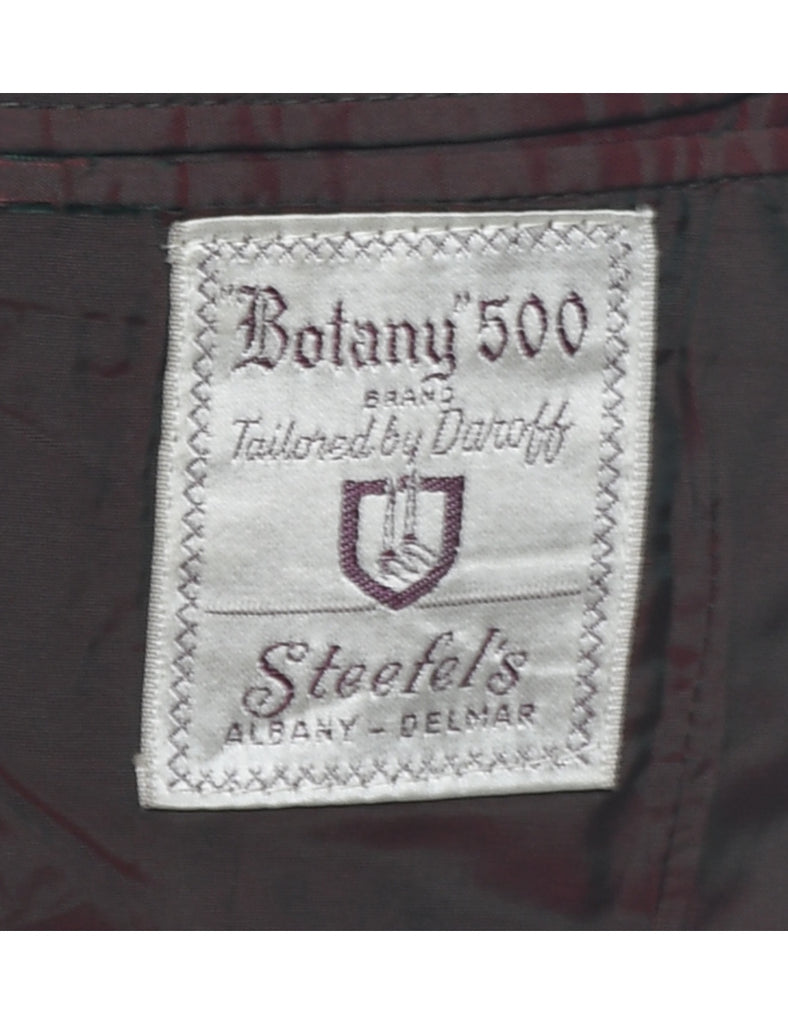 "Botany" 500
BRAND
Tailored by Daroff
Steefel's
ALBANY - DELMAR